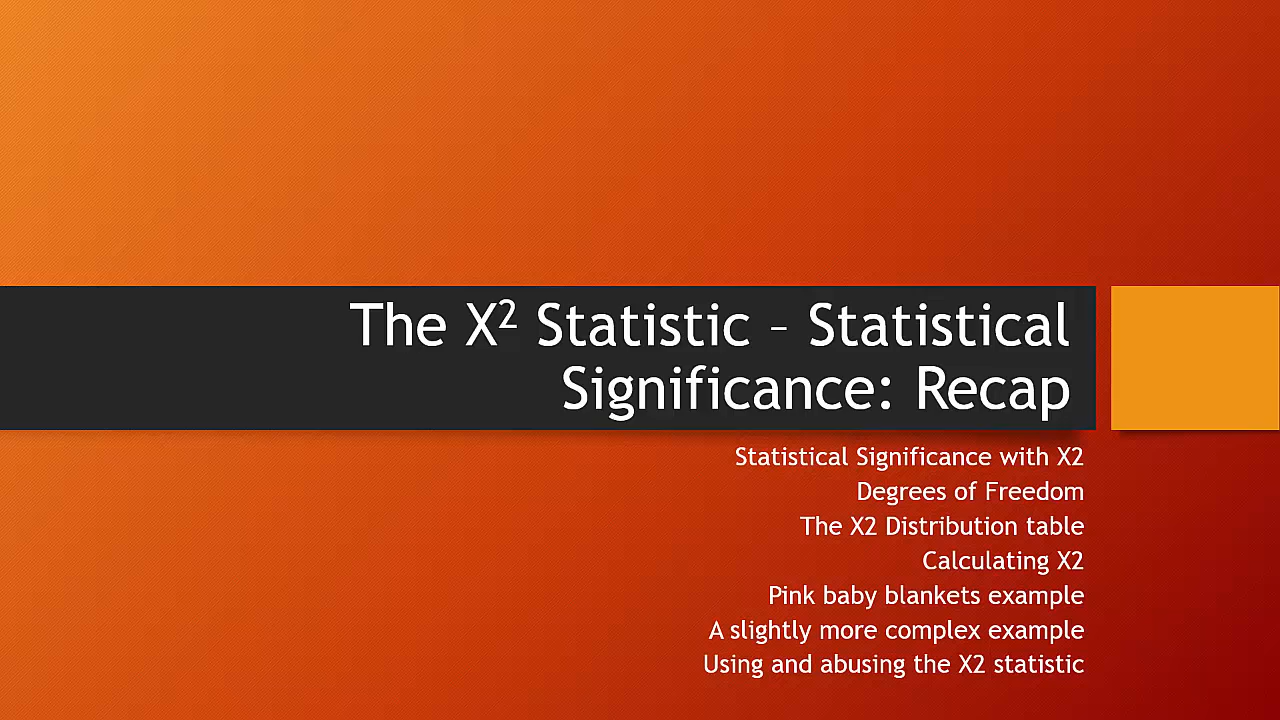 The X² Statistic – Statistical
Significance: Recap
Statistical Significance with X2
Degrees of Freedom
The X2 Distribution table
Calculating X2
Pink baby blankets example
A slightly more complex example
Using and abusing the X2 statistic